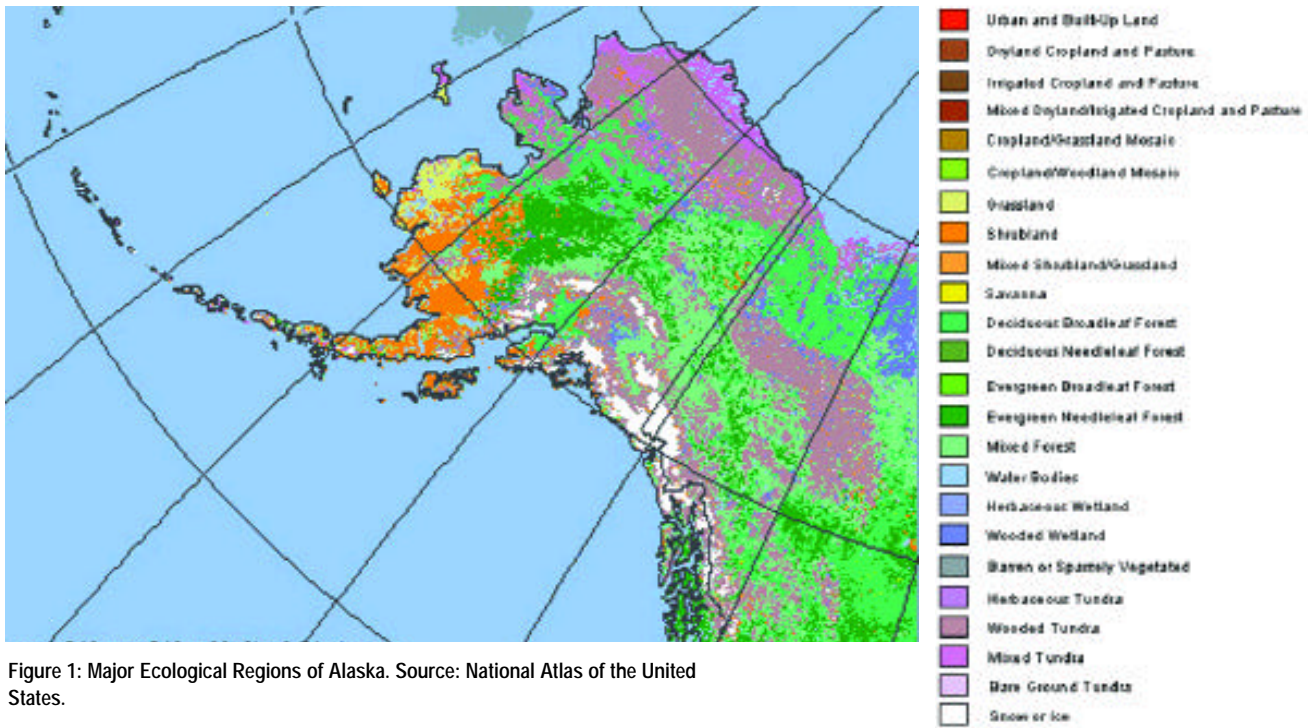 Urban and Built-Up Land
Dryland Cropland and Pasture
Irrigated Cropland and Pasture
Mixed Dryland/Irrigated Cropland and Pasture
Cropland/Grassland Mosaic
Cropland/Woodland Mosaic
Grassland
Shrubland
Mixed Shrubland/Grassland
Savanna
Deciduous Broadleaf Forest
Deciduous Needleleaf Forest
Evergreen Broadleaf Forest
Evergreen Needleleaf Forest
Mixed Forest
Water Bodies
Herbaceous Wetland
Wooded Wetland
Barren or Sparsely Vegetated
Herbaceous Tundra
Wooded Tundra
Mixed Tundra
Bare Ground Tundra
Snow or Ice
Figure 1: Major Ecological Regions of Alaska. Source: National Atlas of the United
States.